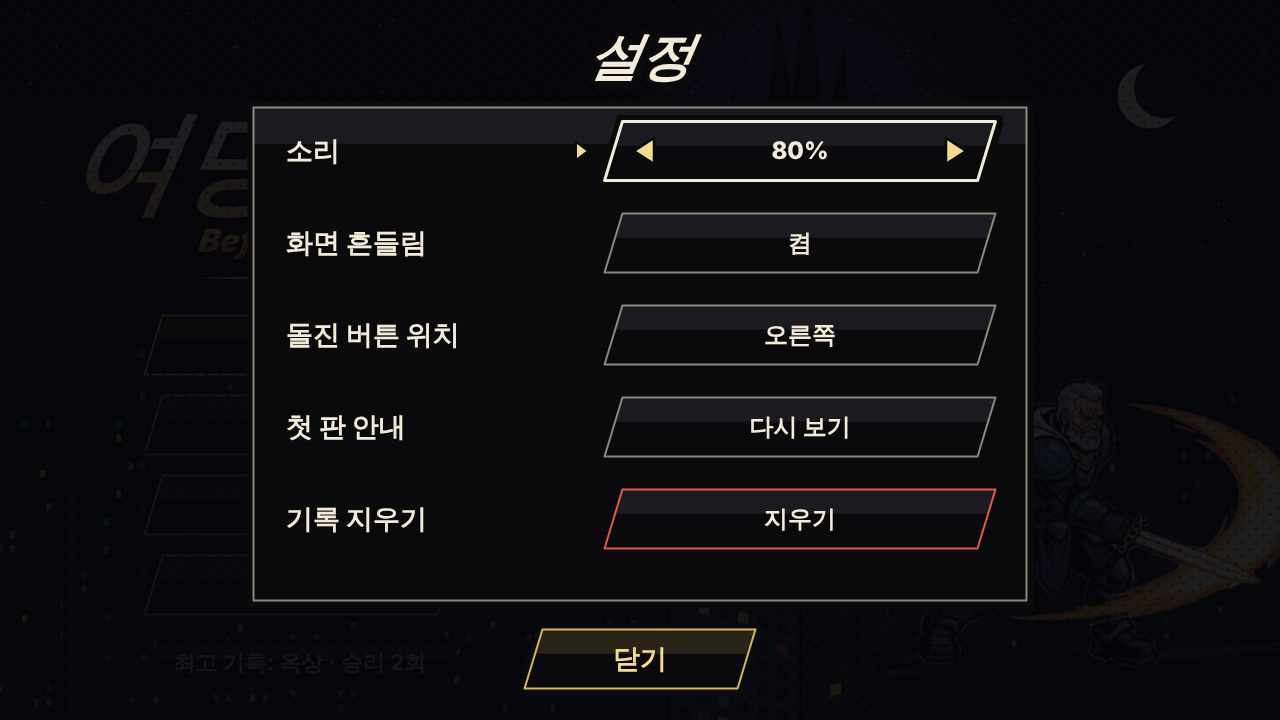 설정
소리
80%
화면 흔들림
켬
돌진 버튼 위치
오른쪽
첫 판 안내
다시 보기
기록 지우기
지우기
최고 기록: 옥상 · 승리 2회
닫기